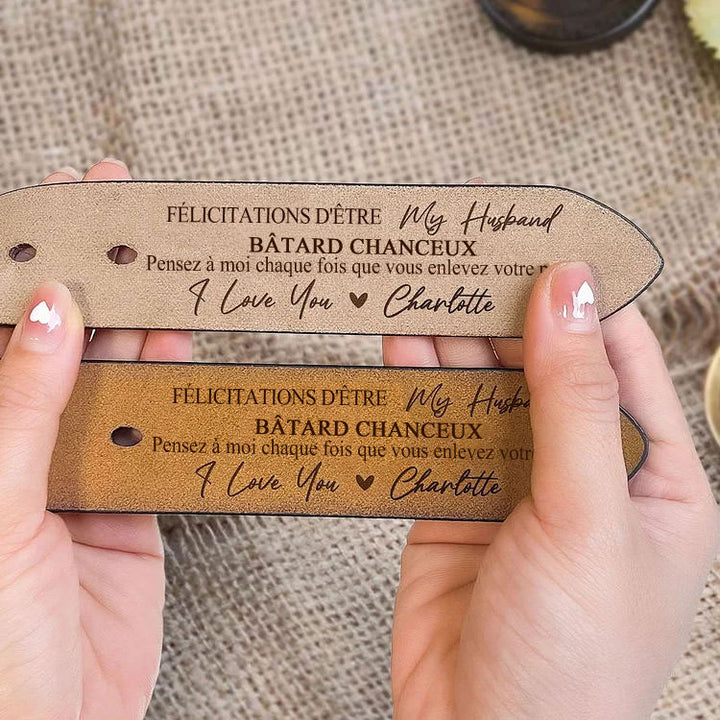 FÉLICITATIONS D'ÊTRE My Husband
BÂTARD CHANCEUX
Pensez à moi chaque fois que vous enlevez votre
I Love You ♥ Charlotte
FÉLICITATIONS D'ÊTRE My
BÂTARD CHANCEUX
Pensez à moi chaque fois que vous enlevez
I Love You ♥ Charlotte